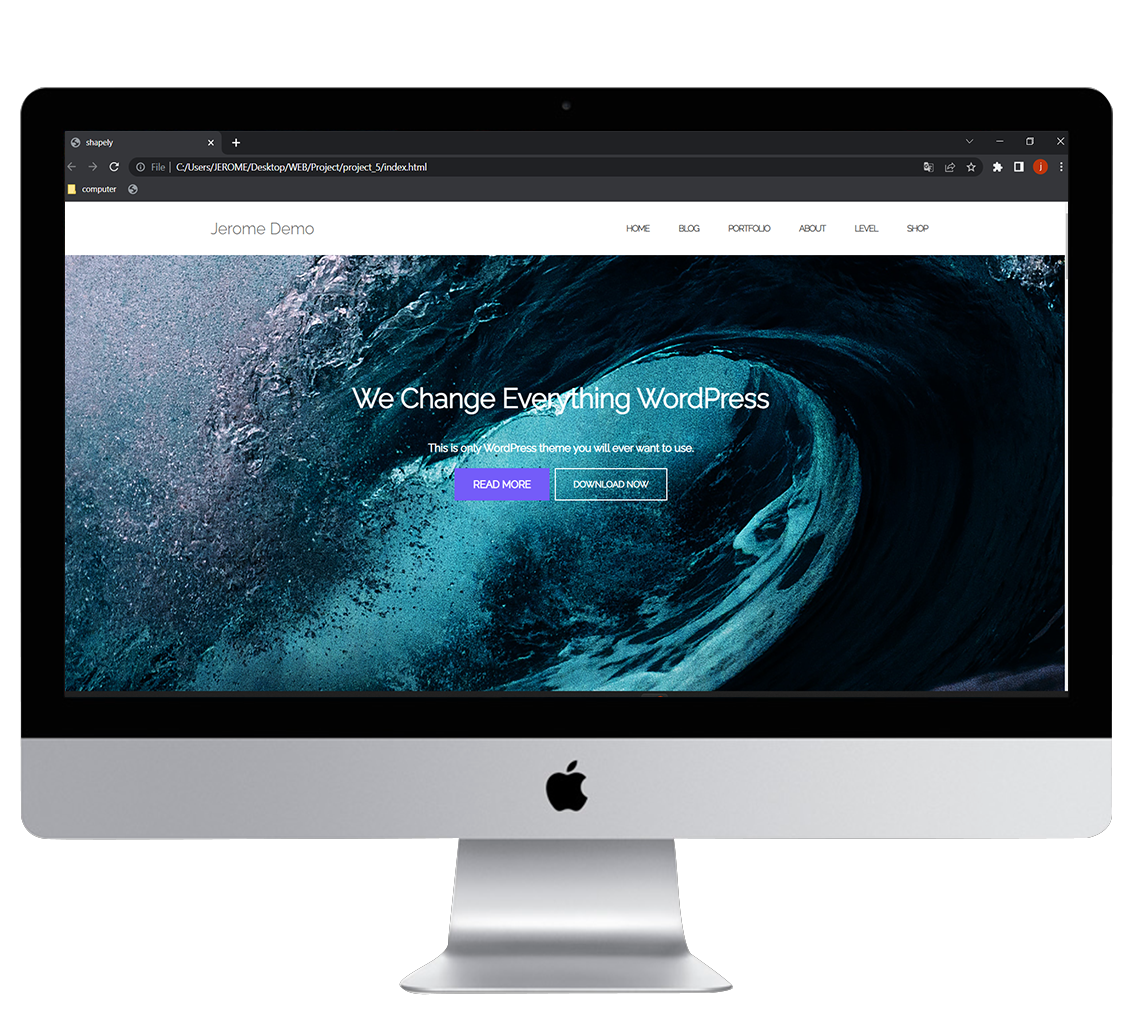 shapely
File | C:/Users/JEROME/Desktop/WEB/Project/project_5/index.html
j
computer
Jerome Demo
HOME BLOG PORTFOLIO ABOUT LEVEL SHOP
We Change Everything WordPress
This is only WordPress theme you will ever want to use.
READ MORE DOWNLOAD NOW